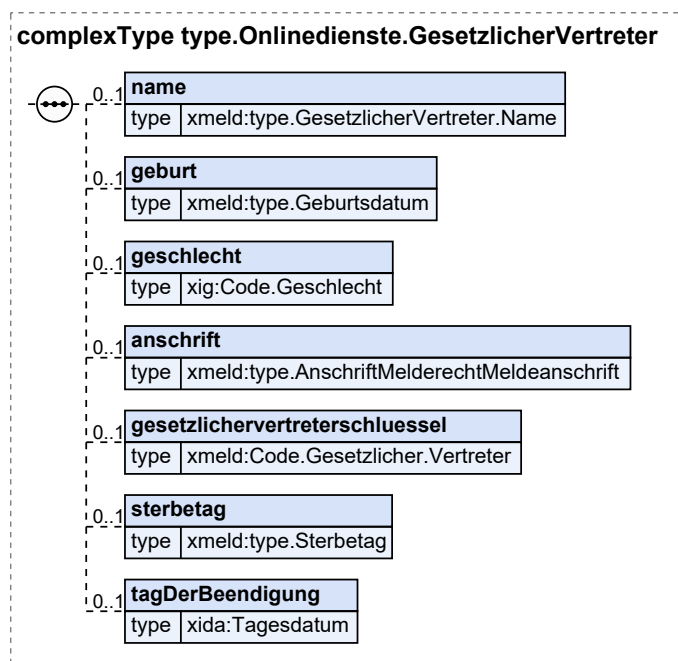 complexType type.Onlinedienste.GesetzlicherVertreter
0..1 name
type xmeld:type.GesetzlicherVertreter.Name
0..1 geburt
type xmeld:type.Geburtsdatum
0..1 geschlecht
type xig:Code.Geschlecht
0..1 anschrift
type xmeld:type.AnschriftMelderechtMeldeanschrift
0..1 gesetzlichervertreterschluessel
type xmeld:Code.Gesetzlicher.Vertreter
0..1 sterbetag
type xmeld:type.Sterbetag
0..1 tagDerBeendigung
type xida:Tagesdatum